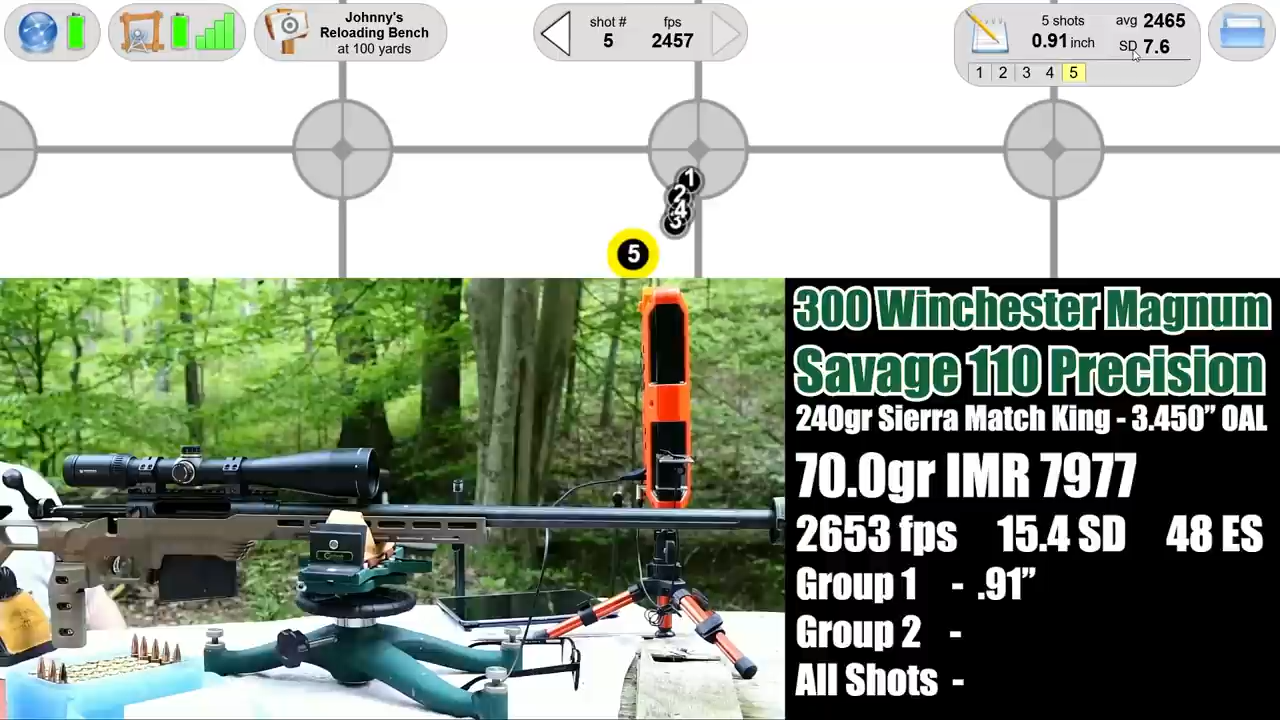 Johnny's
Reloading Bench
at 100 yards
shot # fps
5 2457
5 shots avg 2465
0.91 inch SD 7.6
1 2 3 4 5
1
2
4
3
5
300 Winchester Magnum
Savage 110 Precision
240gr Sierra Match King - 3.450” OAL
70.0gr IMR 7977
2653 fps 15.4 SD 48 ES
Group 1 - .91”
Group 2 -
All Shots -